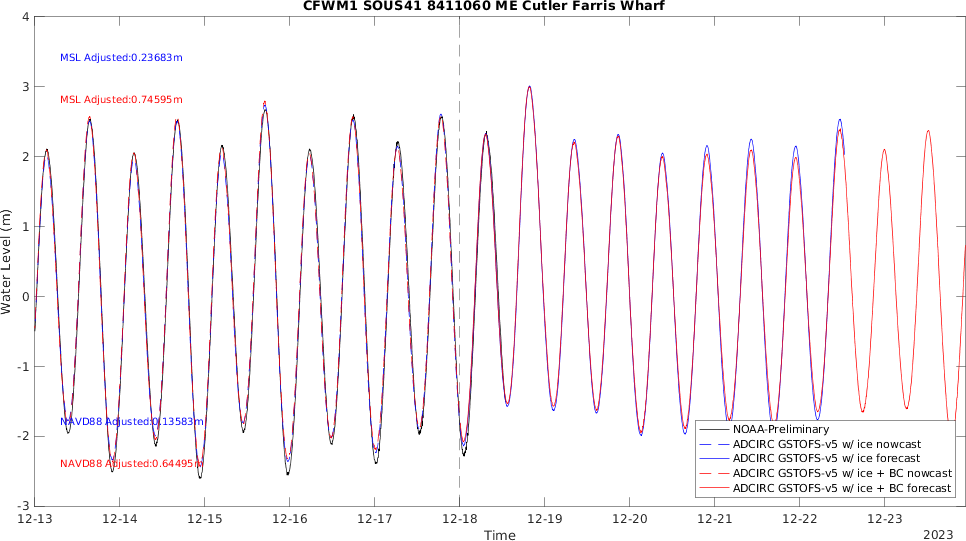 CFWM1 SOUS41 8411060 ME Cutler Farris Wharf
4
3
2
1
0
-1
-2
-3
Water Level (m)
MSL Adjusted:0.23683m
MSL Adjusted:0.74595m
NAVD88 Adjusted:0.13583m
NAVD88 Adjusted:0.64495m
NOAA-Preliminary
ADCIRC GSTOFS-v5 w/ ice nowcast
ADCIRC GSTOFS-v5 w/ ice forecast
ADCIRC GSTOFS-v5 w/ ice + BC nowcast
ADCIRC GSTOFS-v5 w/ ice + BC forecast
12-13 12-14 12-15 12-16 12-17 12-18 12-19 12-20 12-21 12-22 12-23
Time
2023